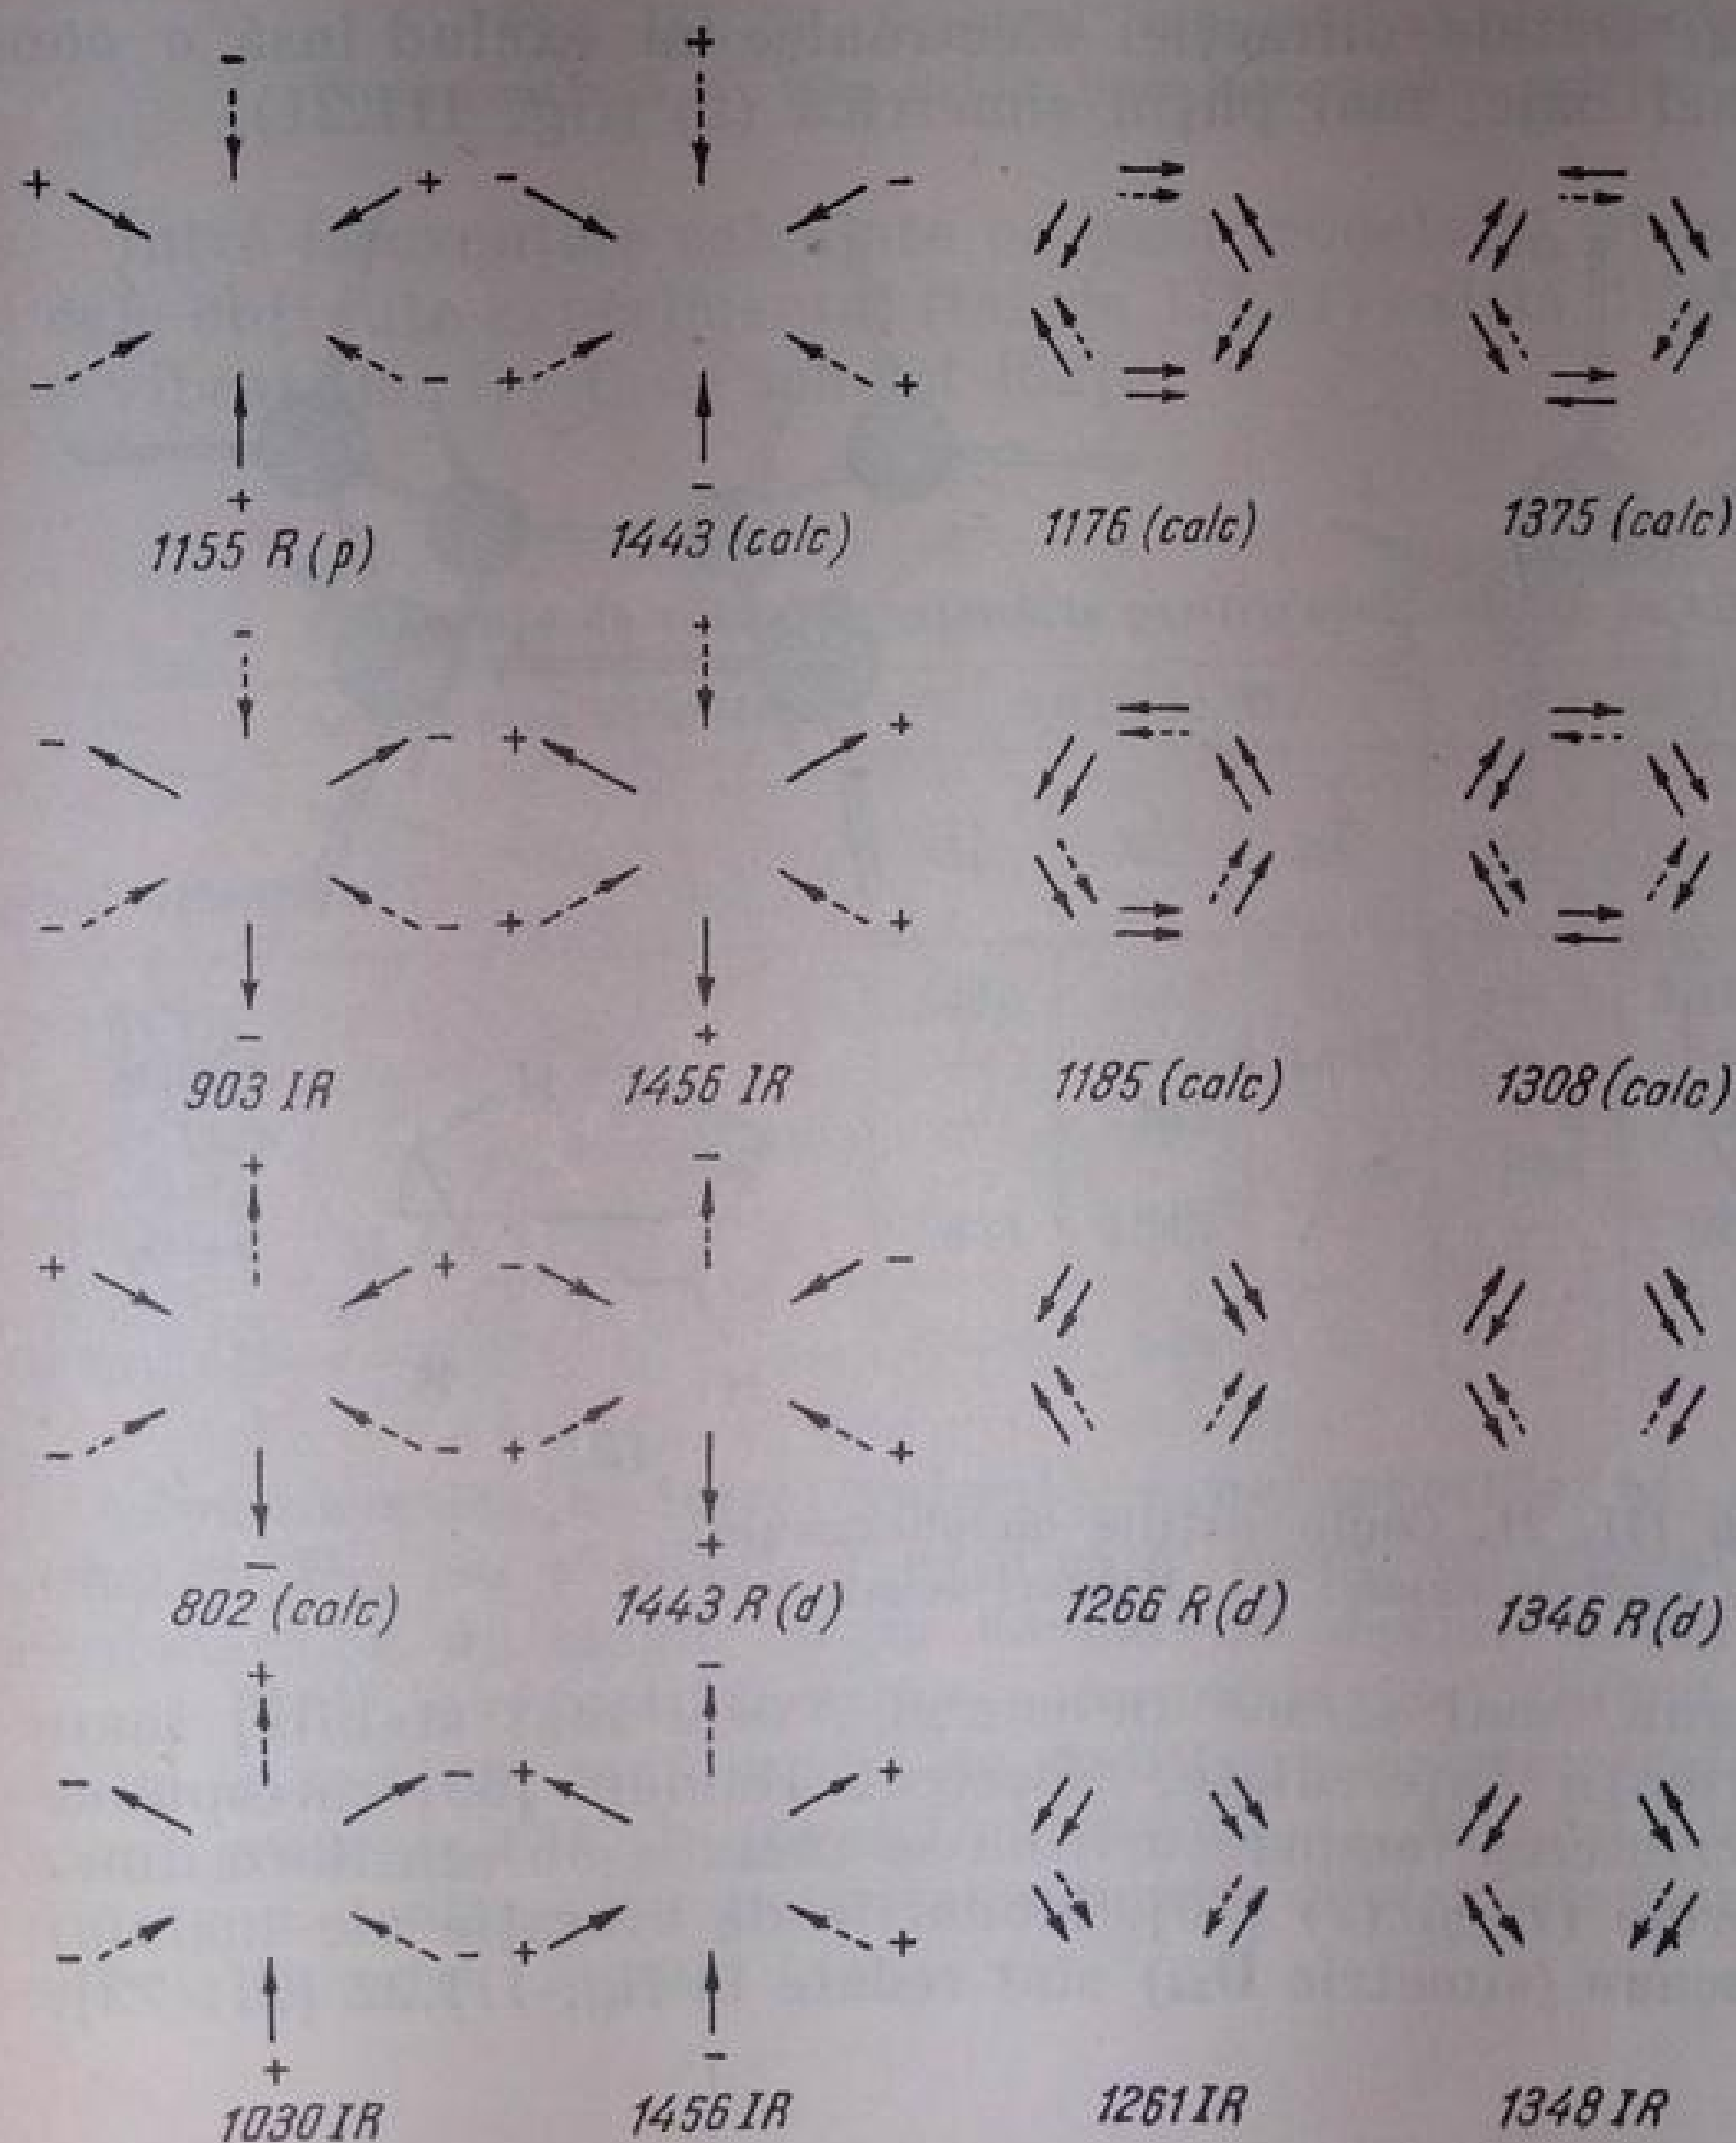 1155 R(p) 1443 (calc) 1176 (calc) 1375 (calc)
903 IR 1456 IR 1185 (calc) 1308 (calc)
802 (calc) 1443 R(d) 1266 R(d) 1346 R(d)
1030 IR 1456 IR 1261 IR 1348 IR